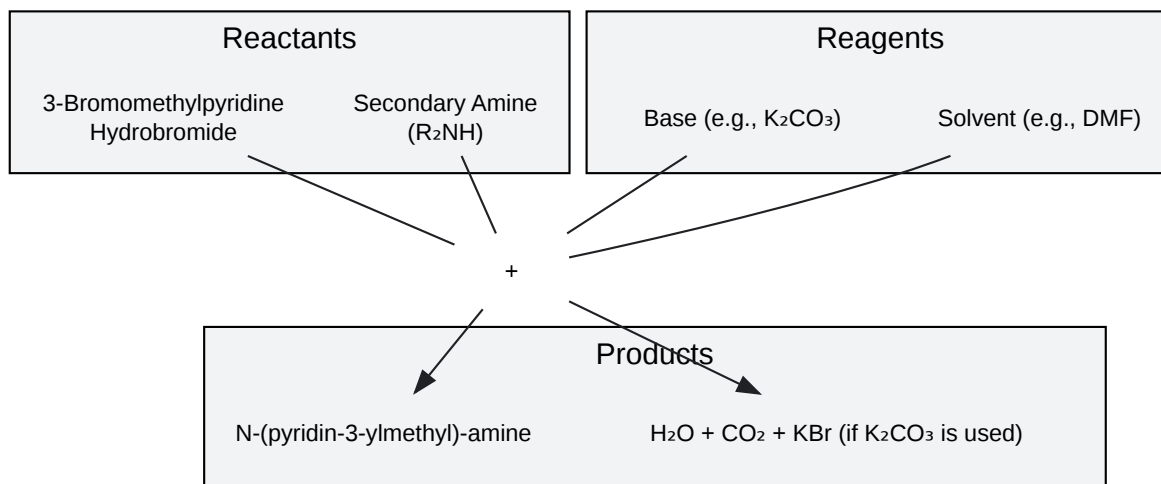 Reactants
Reagents
3-Bromomethylpyridine
Hydrobromide
Secondary Amine
(R₂NH)
Base (e.g., K₂CO₃)
Solvent (e.g., DMF)
+
Products
N-(pyridin-3-ylmethyl)-amine
H₂O + CO₂ + KBr (if K₂CO₃ is used)